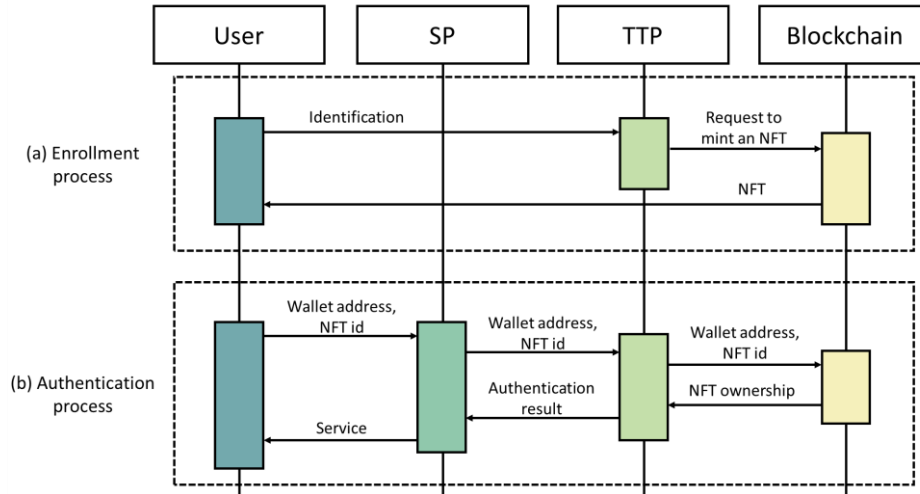 User
SP
TTP
Blockchain
(a) Enrollment
process
Identification
Request to
mint an NFT
NFT
(b) Authentication
process
Wallet address,
NFT id
Wallet address,
NFT id
Wallet address,
NFT id
Authentication
result
NFT ownership
Service